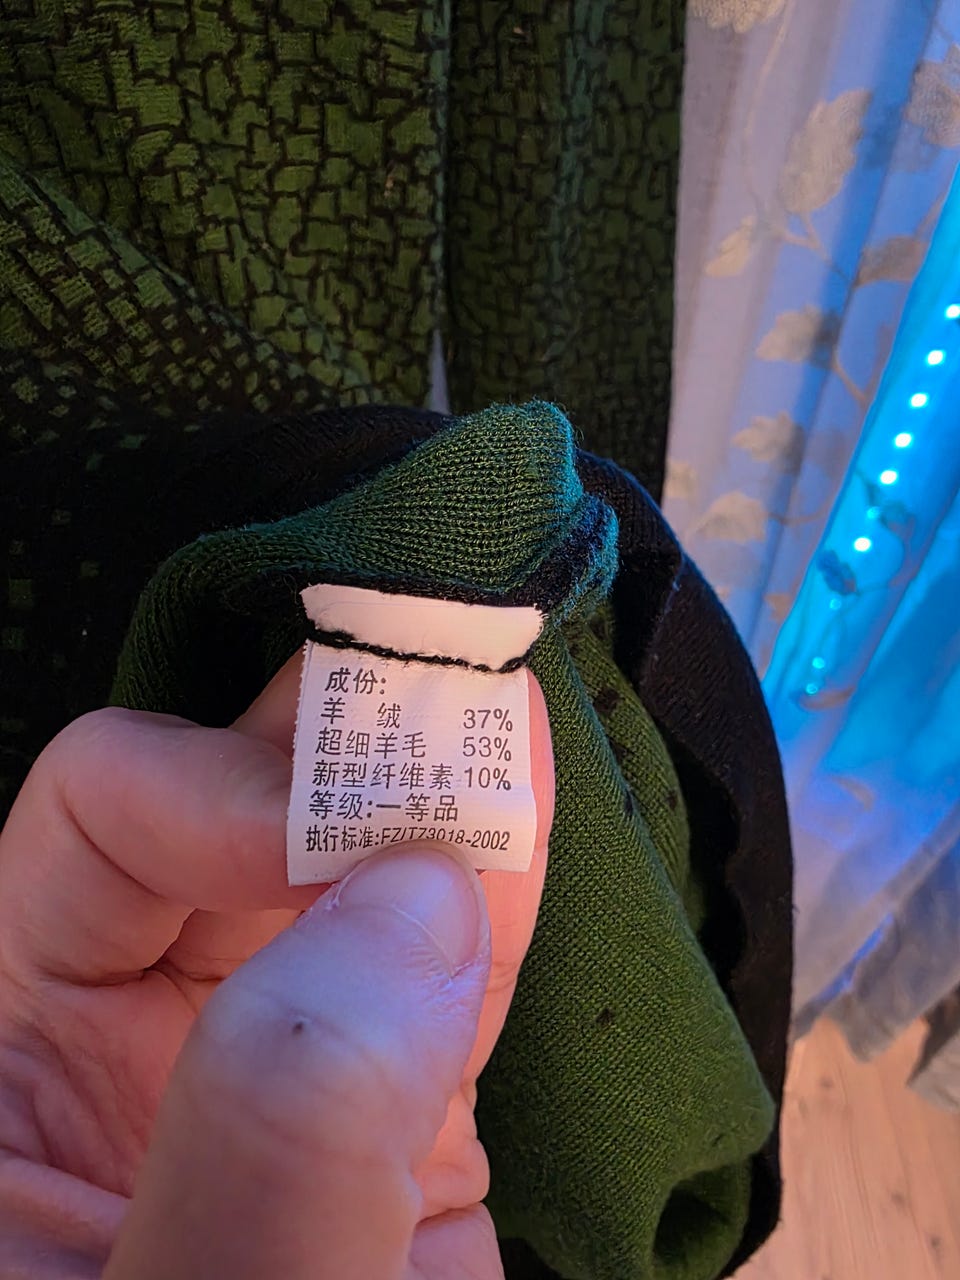 成份:
羊 绒 37%
超细羊毛 53%
新型纤维素 10%
等级:一等品
执行标准:FZ/TZ3018-2002